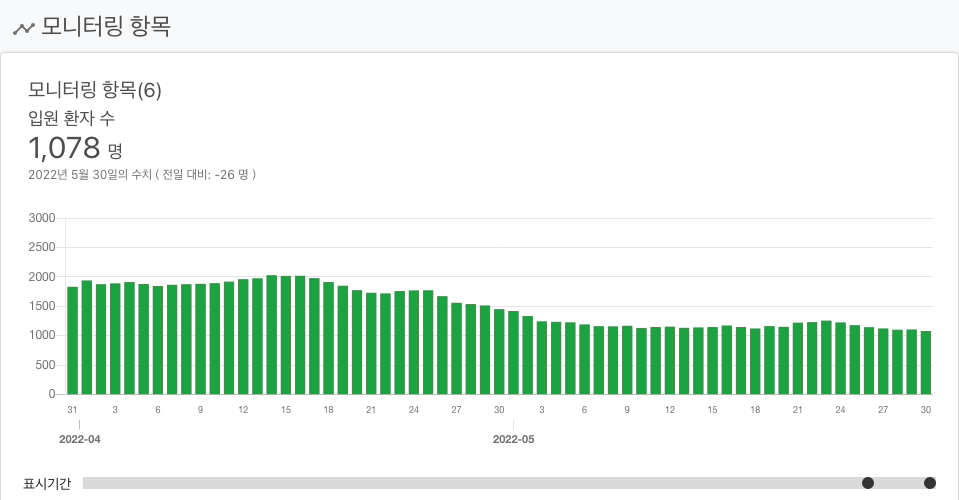 모니터링 항목
모니터링 항목(6)
입원 환자 수
1,078 명
2022년 5월 30일의 수치 ( 전일 대비: -26 명 )
3000
2500
2000
1500
1000
500
0
31 3 6 9 12 15 18 21 24 27 30 3 6 9 12 15 18 21 24 27 30
2022-04 2022-05
표시기간